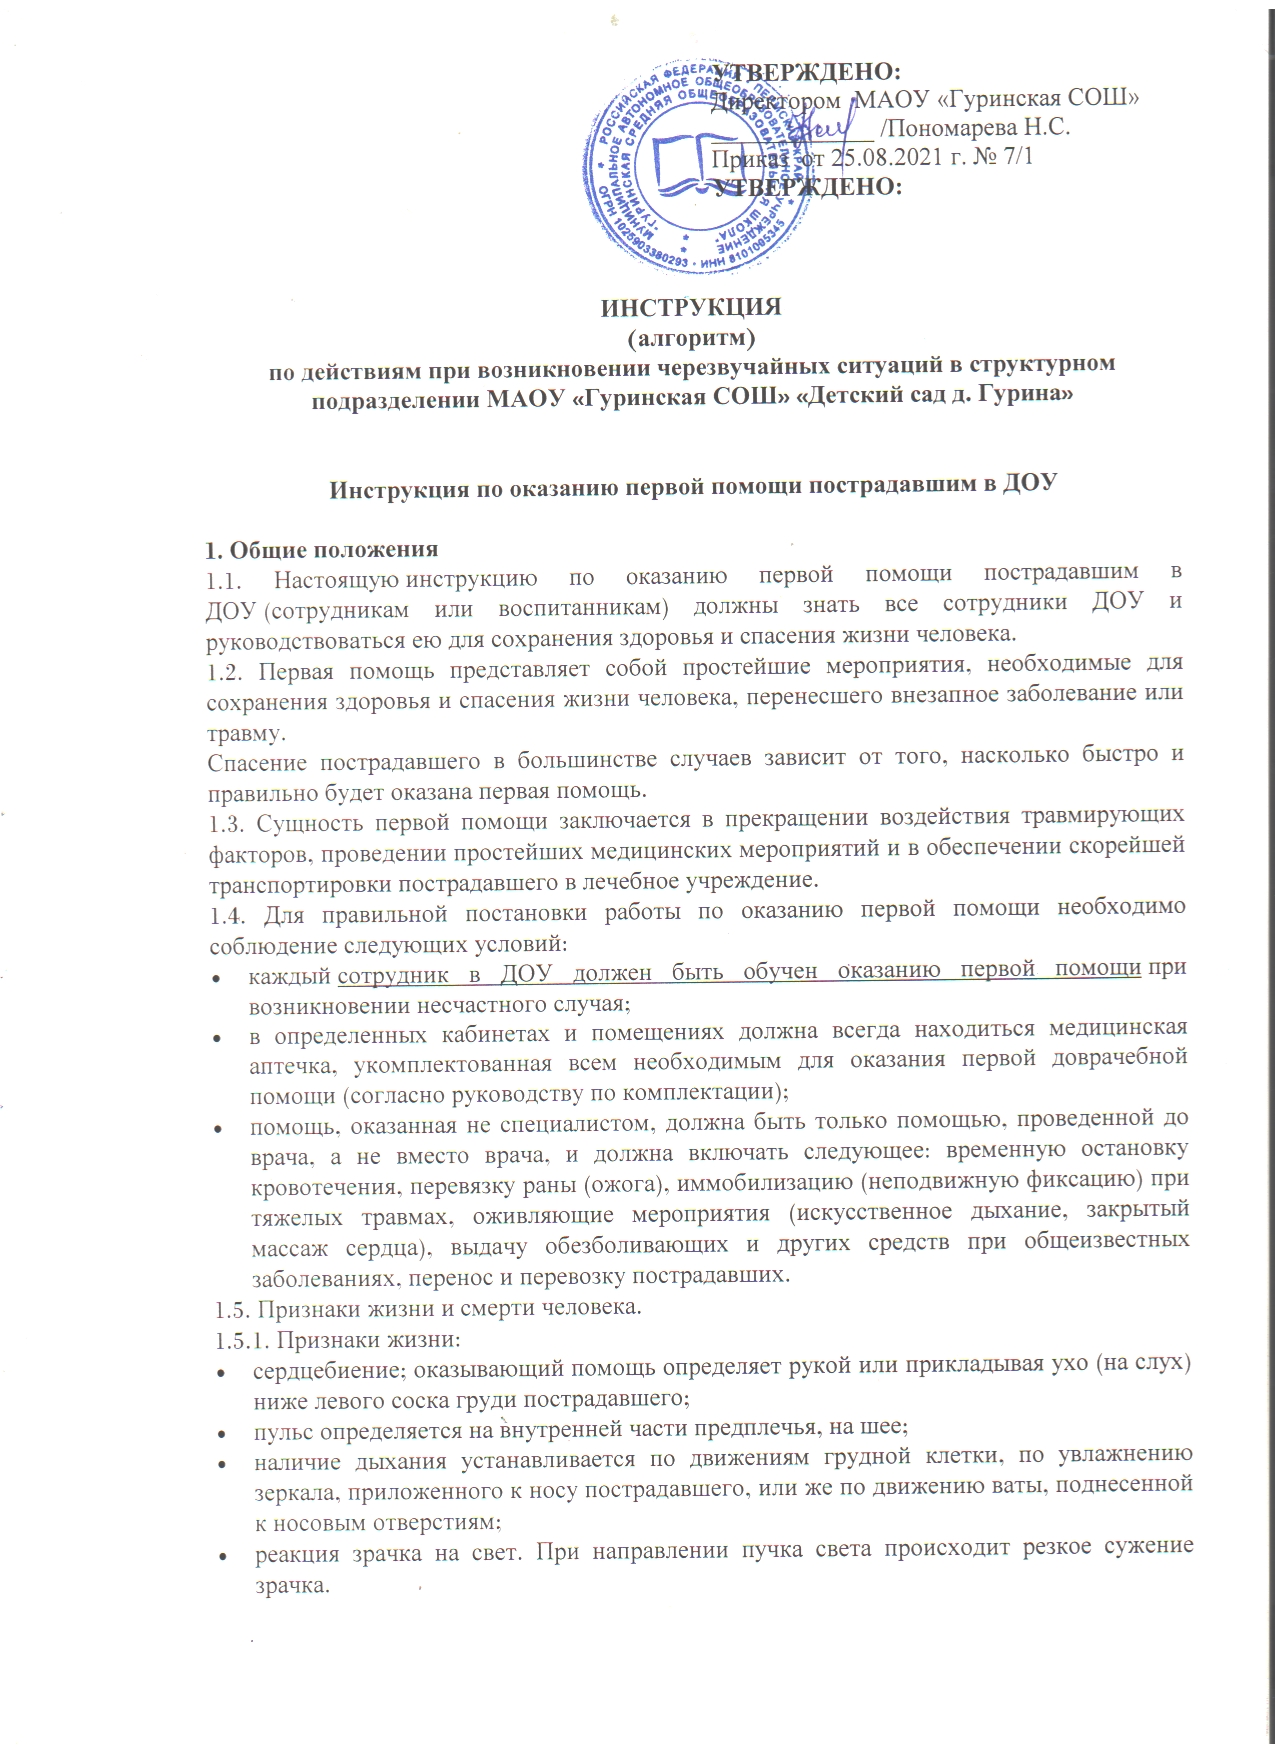 УТВЕРЖДЕНО:
Директором МАОУ «Гуринская СОШ»
/Пономарева Н.С.
Приказ от 25.08.2021 г. № 7/1
УТВЕРЖДЕНО:
РОССИЙСКАЯ ФЕДЕРАЦИЯ
МУНИЦИПАЛЬНОЕ АВТОНОМНОЕ ОБЩЕОБРАЗОВАТЕЛЬНОЕ УЧРЕЖДЕНИЕ
"ГУРИНСКАЯ СРЕДНЯЯ ОБЩЕОБРАЗОВАТЕЛЬНАЯ ШКОЛА"
ОГРН 1025903380293 · ИНН
ИНСТРУКЦИЯ
(алгоритм)
по действиям при возникновении черезвучайных ситуаций в структурном
подразделении МАОУ «Гуринская СОШ» «Детский сад д. Гурина»
Инструкция по оказанию первой помощи пострадавшим в ДОУ
1. Общие положения
1.1. Настоящую инструкцию по оказанию первой помощи пострадавшим в
ДОУ (сотрудникам или воспитанникам) должны знать все сотрудники ДОУ и
руководствоваться ею для сохранения здоровья и спасения жизни человека.
1.2. Первая помощь представляет собой простейшие мероприятия, необходимые для
сохранения здоровья и спасения жизни человека, перенесшего внезапное заболевание или
травму.
Спасение пострадавшего в большинстве случаев зависит от того, насколько быстро и
правильно будет оказана первая помощь.
1.3. Сущность первой помощи заключается в прекращении воздействия травмирующих
факторов, проведении простейших медицинских мероприятий и в обеспечении скорейшей
транспортировки пострадавшего в лечебное учреждение.
1.4. Для правильной постановки работы по оказанию первой помощи необходимо
соблюдение следующих условий:
• каждый сотрудник в ДОУ должен быть обучен оказанию первой помощи при
возникновении несчастного случая;
• в определенных кабинетах и помещениях должна всегда находиться медицинская
аптечка, укомплектованная всем необходимым для оказания первой доврачебной
помощи (согласно руководству по комплектации);
• помощь, оказанная не специалистом, должна быть только помощью, проведенной до
врача, а не вместо врача, и должна включать следующее: временную остановку
кровотечения, перевязку раны (ожога), иммобилизацию (неподвижную фиксацию) при
тяжелых травмах, оживляющие мероприятия (искусственное дыхание, закрытый
массаж сердца), выдачу обезболивающих и других средств при общеизвестных
заболеваниях, перенос и перевозку пострадавших.
1.5. Признаки жизни и смерти человека.
1.5.1. Признаки жизни:
• сердцебиение; оказывающий помощь определяет рукой или прикладывая ухо (на слух)
ниже левого соска груди пострадавшего;
• пульс определяется на внутренней части предплечья, на шее;
• наличие дыхания устанавливается по движениям грудной клетки, по увлажнению
зеркала, приложенного к носу пострадавшего, или же по движению ваты, поднесенной
к носовым отверстиям;
• реакция зрачка на свет. При направлении пучка света происходит резкое сужение
зрачка.